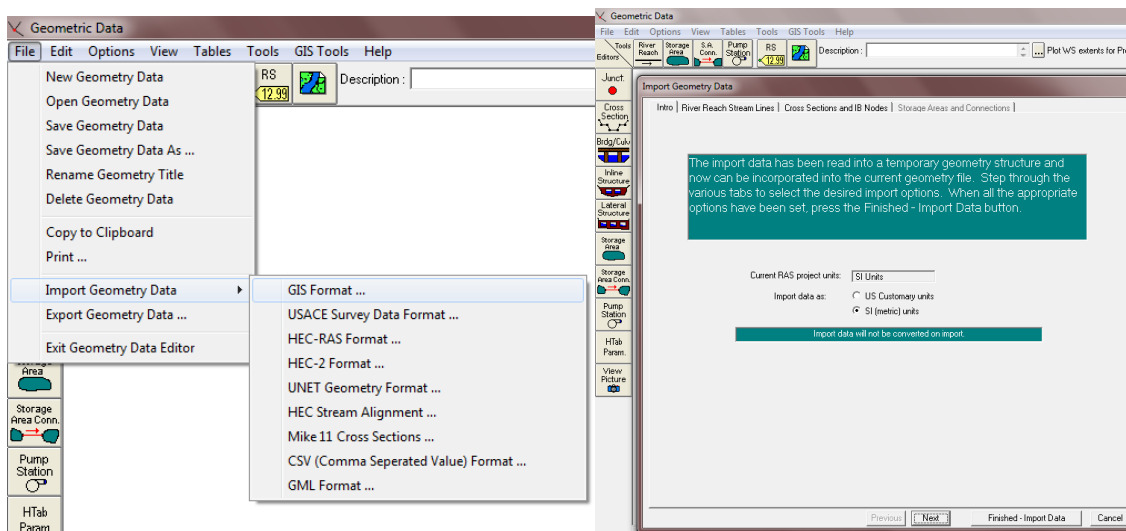 Geometric Data
File Edit Options View Tables Tools GIS Tools Help
RS
12.99
Description :
New Geometry Data
Open Geometry Data
Save Geometry Data
Save Geometry Data As ...
Rename Geometry Title
Delete Geometry Data
Copy to Clipboard
Print ...
Import Geometry Data
Export Geometry Data ...
Exit Geometry Data Editor
GIS Format ...
USACE Survey Data Format ...
HEC-RAS Format ...
HEC-2 Format ...
UNET Geometry Format ...
HEC Stream Alignment ...
Mike 11 Cross Sections ...
CSV (Comma Seperated Value) Format ...
GML Format ...
Area
Storage
Area Conn.
Pump
Station
HTab
Param.
Geometric Data
File Edit Options View Tables Tools GIS Tools Help
Tools
Editors
River
Reach
Storage
Area
S.A.
Conn.
Pump
Station
RS
12.99
Description :
...
Plot WS extents for
Junct.
Cross
Section
Brdg/Culv
Inline
Structure
Lateral
Structure
Storage
Area
Storage
Area Conn.
Pump
Station
HTab
Param.
View
Picture
Import Geometry Data
Intro | River Reach Stream Lines | Cross Sections and IB Nodes | Storage Areas and Connections |
The import data has been read into a temporary geometry structure and
now can be incorporated into the current geometry file. Step through the
various tabs to select the desired import options. When all the appropriate
options have been set, press the Finished - Import Data button.
Current RAS project units: SI Units
Import data as: US Customary units
SI (metric) units
Import data will not be converted on import.
Previous Next Finished - Import Data Cancel